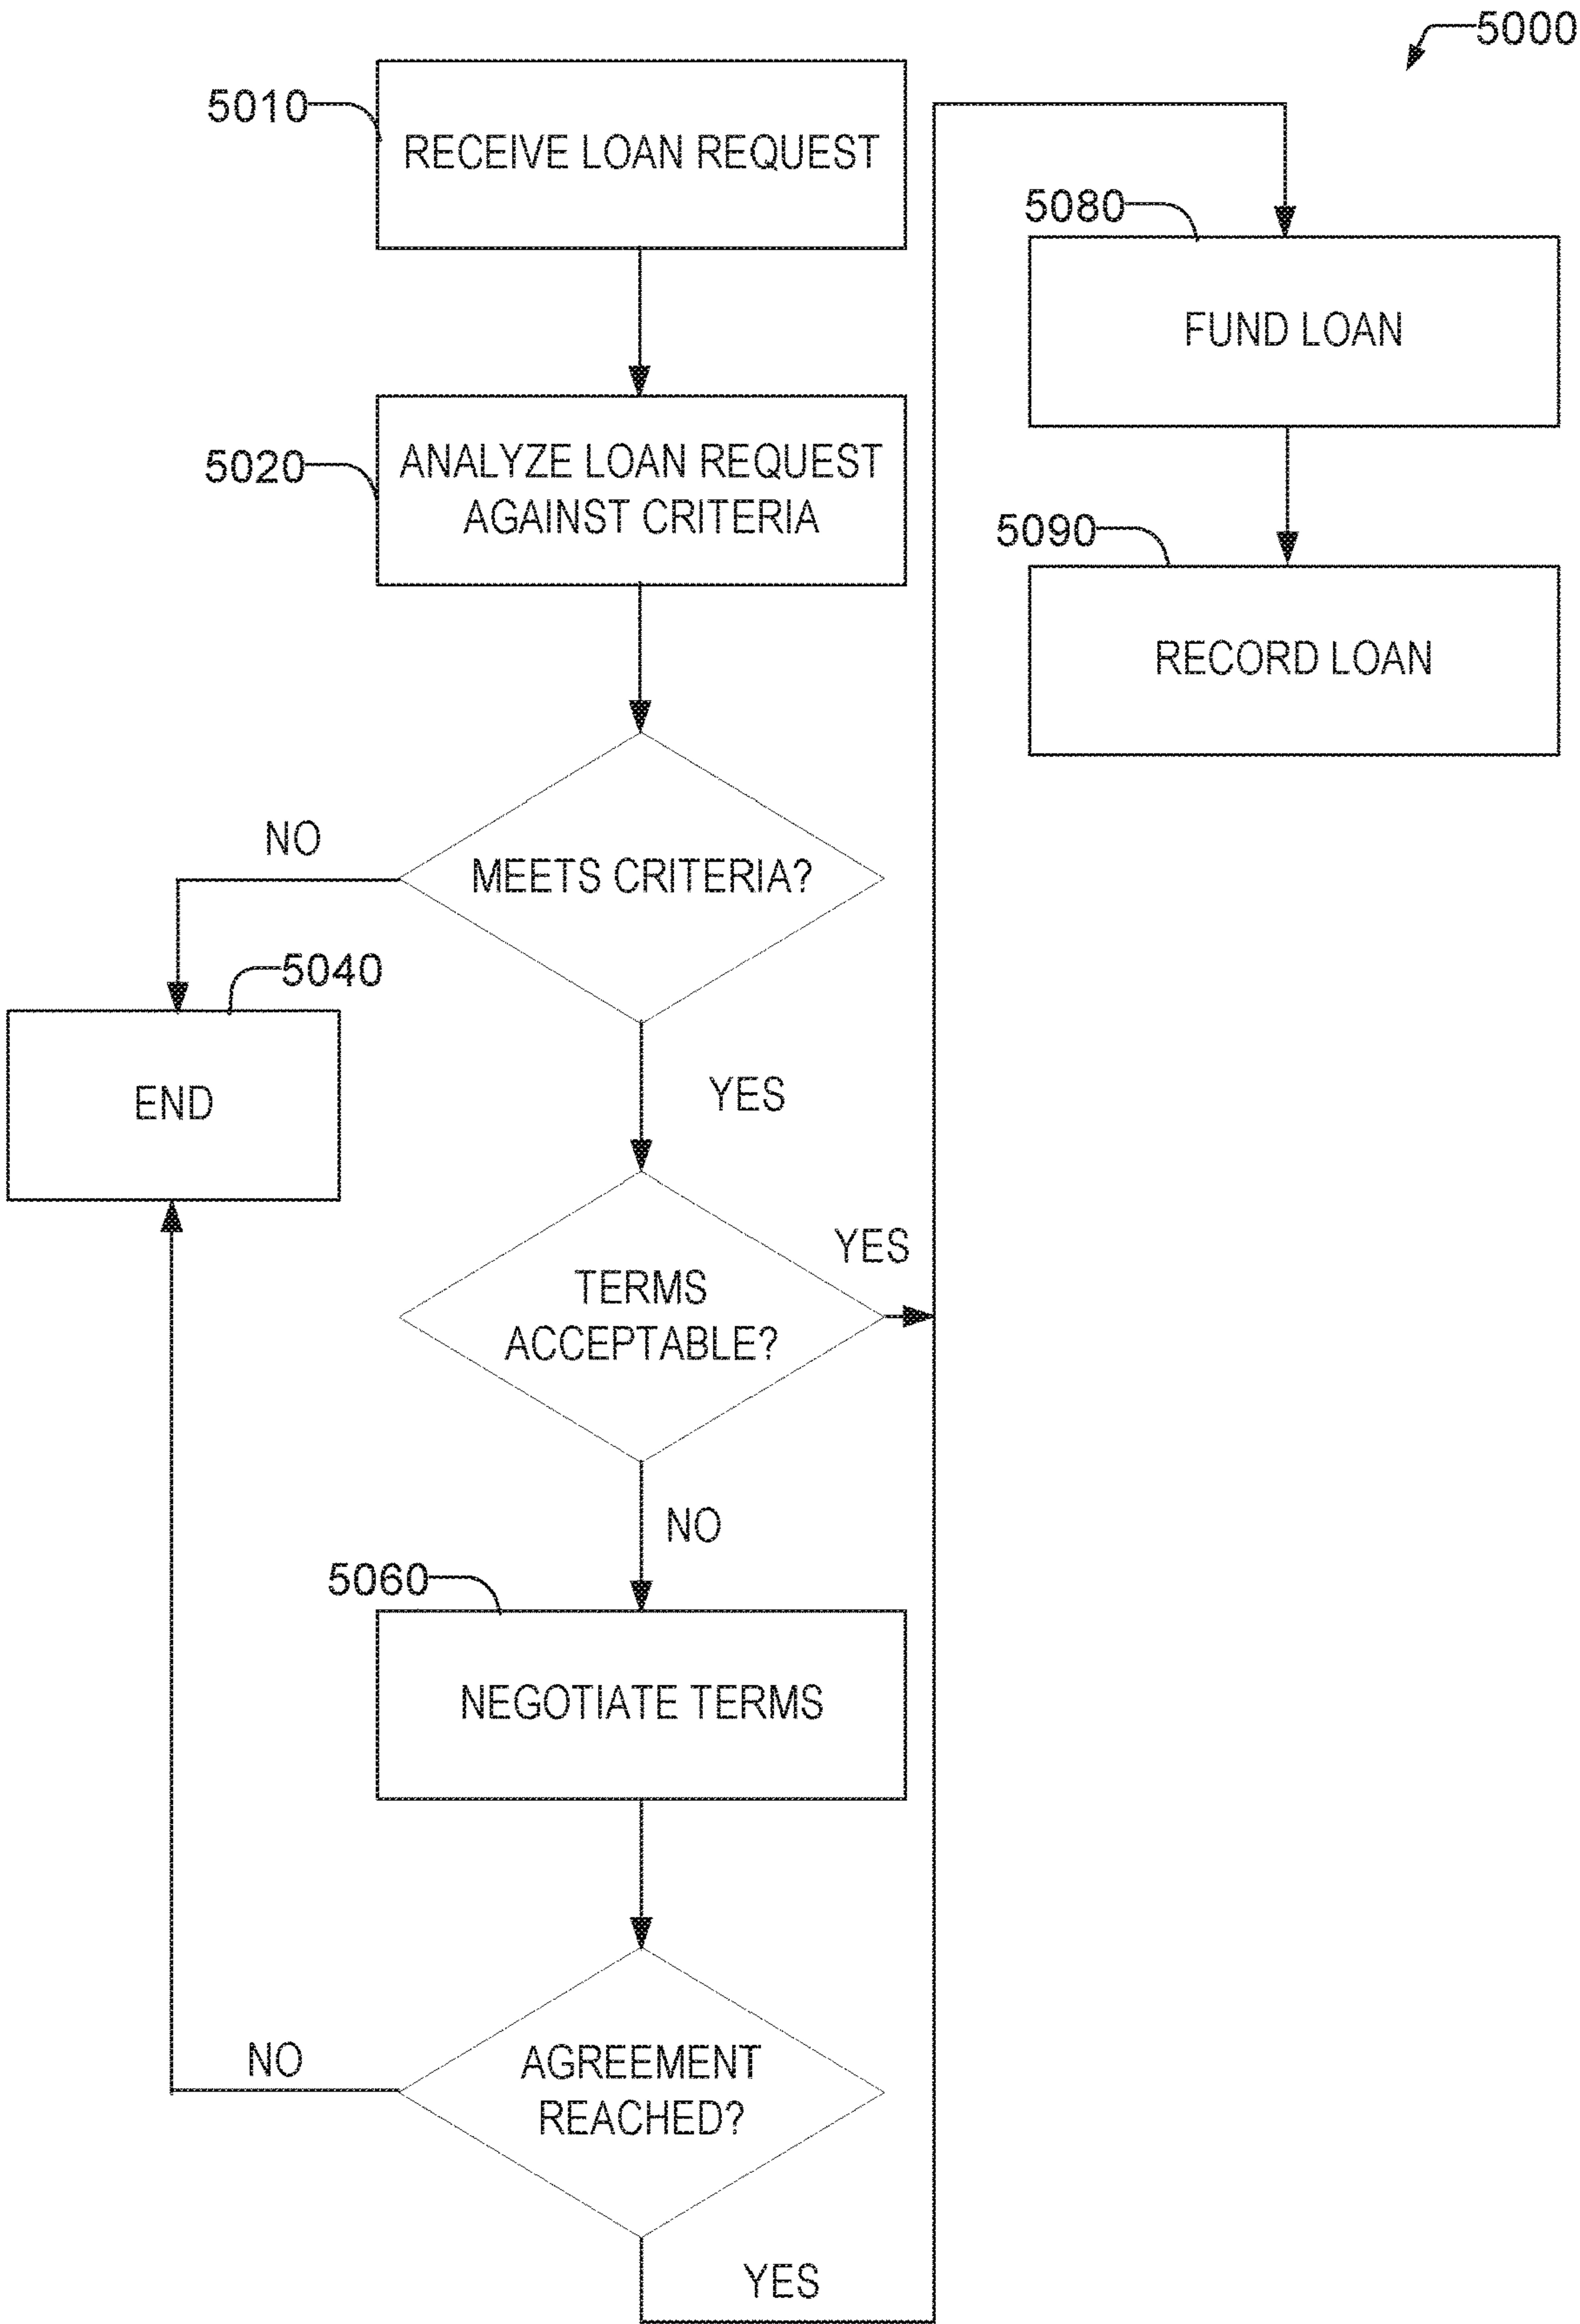 5000
5010
RECEIVE LOAN REQUEST
5020
ANALYZE LOAN REQUEST
AGAINST CRITERIA
MEETS CRITERIA?
NO
5040
END
YES
TERMS
ACCEPTABLE?
YES
NO
5060
NEGOTIATE TERMS
AGREEMENT
REACHED?
NO
YES
5080
FUND LOAN
5090
RECORD LOAN